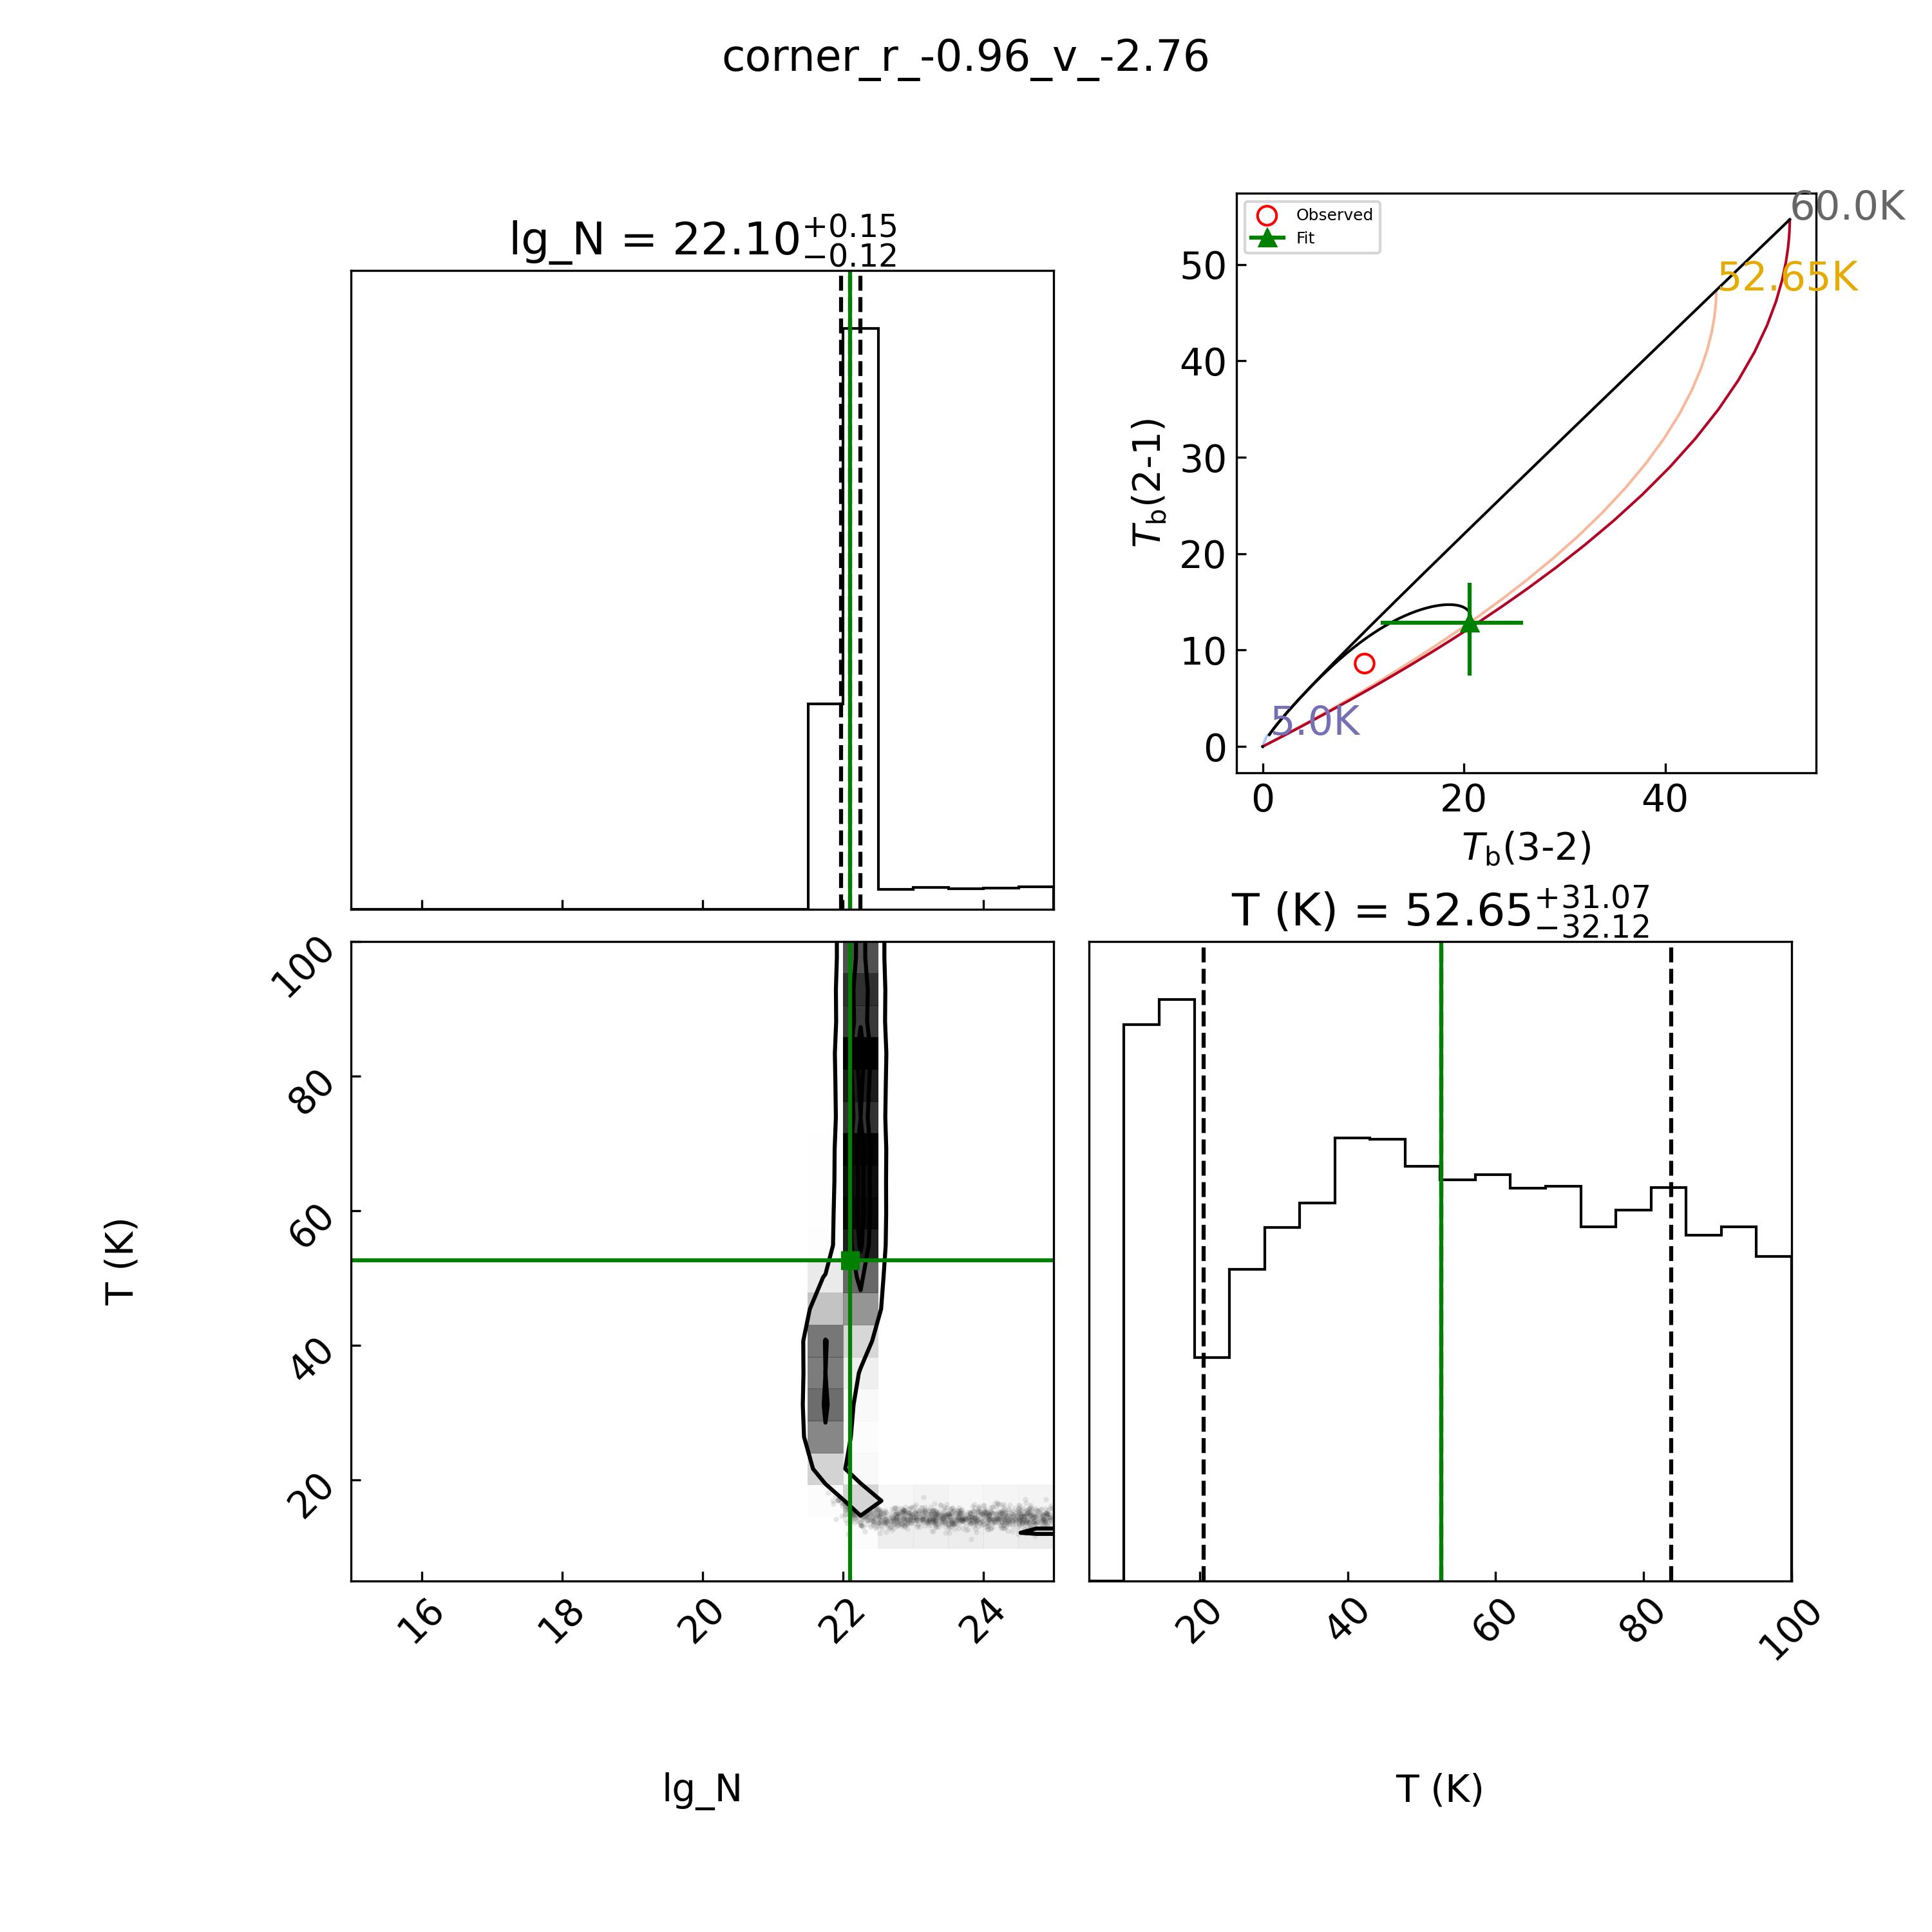 corner_r_-0.96_v_-2.76
lg_N = 22.10+0.15−0.12
Observed
Fit
60.0K
52.65K
5.0K
50
40
30
20
10
0
Tb(2-1)
0 20 40
Tb(3-2)
T (K) = 52.65+31.07−32.12
100
80
60
40
20
T (K)
16 18 20 22 24
lg_N
20 40 60 80 100
T (K)